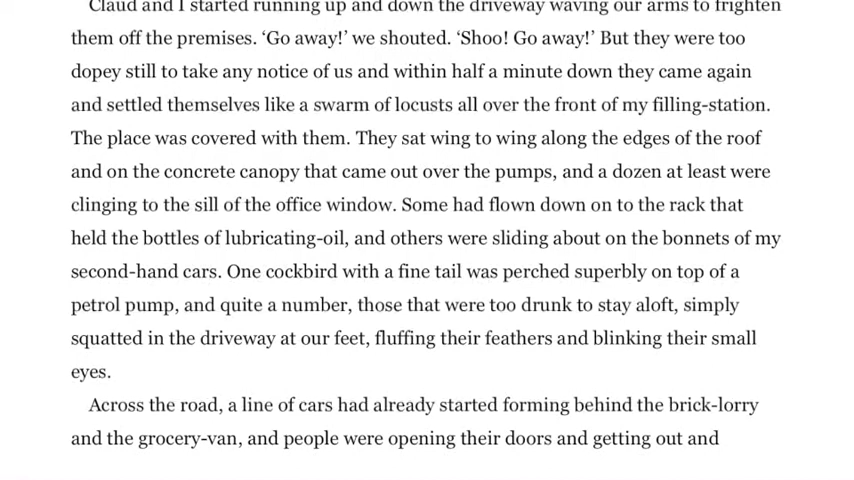 Claud and I started running up and down the driveway waving our arms to frighten
them off the premises. ‘Go away!’ we shouted. ‘Shoo! Go away!’ But they were too
dopey still to take any notice of us and within half a minute down they came again
and settled themselves like a swarm of locusts all over the front of my filling-station.
The place was covered with them. They sat wing to wing along the edges of the roof
and on the concrete canopy that came out over the pumps, and a dozen at least were
clinging to the sill of the office window. Some had flown down on to the rack that
held the bottles of lubricating-oil, and others were sliding about on the bonnets of my
second-hand cars. One cockbird with a fine tail was perched superbly on top of a
petrol pump, and quite a number, those that were too drunk to stay aloft, simply
squatted in the driveway at our feet, fluffing their feathers and blinking their small
eyes.
Across the road, a line of cars had already started forming behind the brick-lorry
and the grocery-van, and people were opening their doors and getting out and